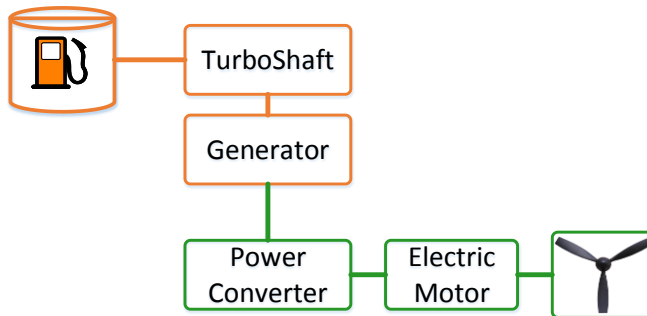 TurboShaft
Generator
Power
Converter
Electric
Motor